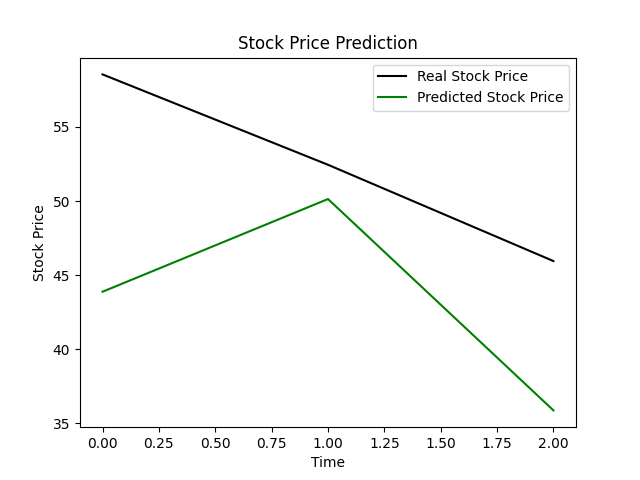 Stock Price Prediction
Real Stock Price
Predicted Stock Price
Stock Price
55
50
45
40
35
0.00 0.25 0.50 0.75 1.00 1.25 1.50 1.75 2.00
Time